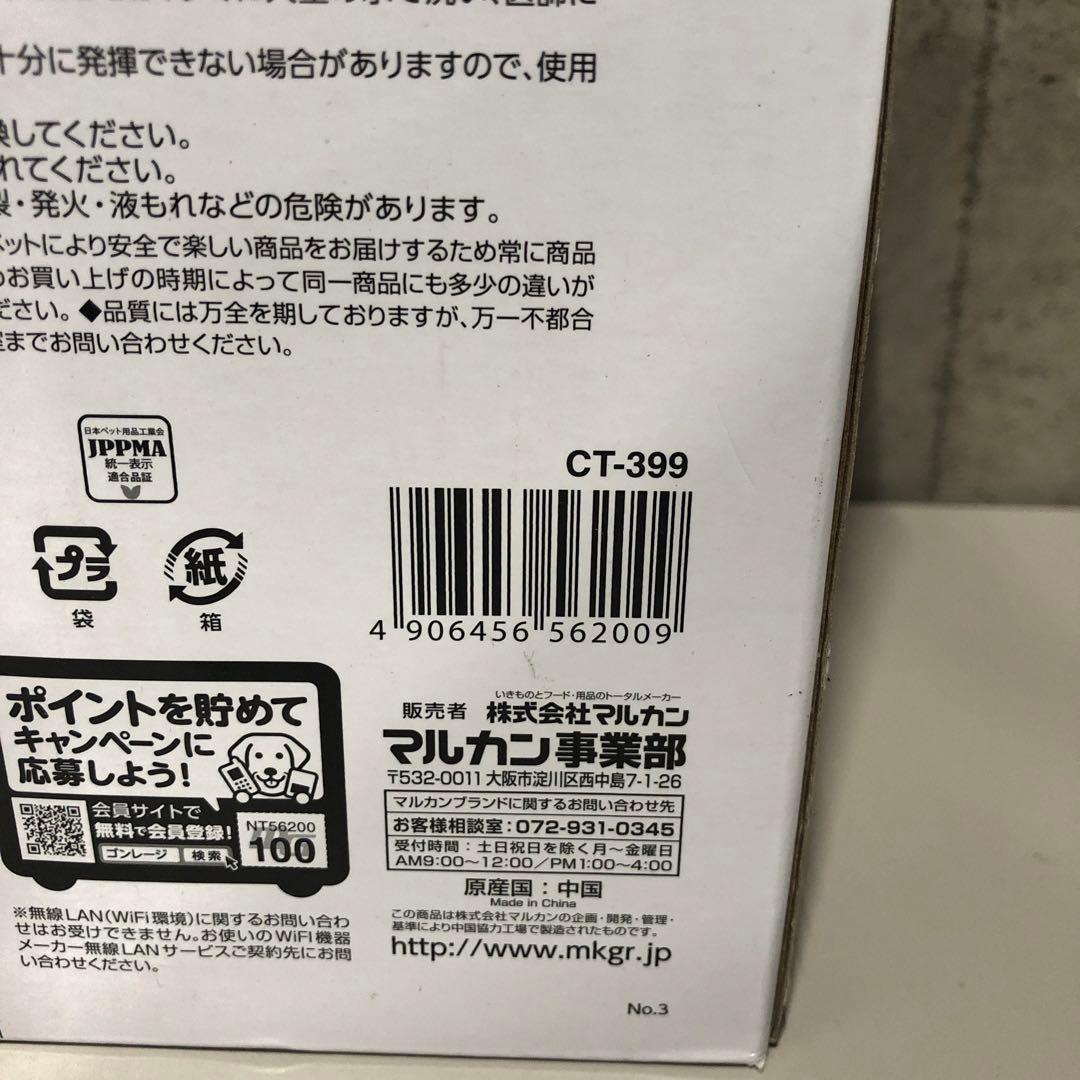 十分に発揮できない場合がありますので、使用
換してください。
れてください。
裂・発火・液もれなどの危険があります。
ペットにより安全で楽しい商品をお届けするため常に商品
お買い上げの時期によって同一商品にも多少の違いが
ださい。◆品質には万全を期しておりますが、万一不都合
室までお問い合わせください。
日本ペット用品工業会
JPPMA
統一表示
適合品証
CT-399
プラ
袋
紙
箱
4 906456 562009
ポイントを貯めて
キャンペーンに
応募しよう!
会員サイトで
無料で会員登録!
ゴンレージ 検索
NT56200
100
いきものとフード・用品のトータルメーカー
販売者 株式会社マルカン
マルカン事業部
〒532-0011 大阪市淀川区西中島7-1-26
マルカンブランドに関するお問い合わせ先
お客様相談室:072-931-0345
受付時間:土日祝日を除く月〜金曜日
AM9:00〜12:00/PM1:00〜4:00
原産国:中国
Made in China
この商品は株式会社マルカンの企画・開発・管理・
基準により中国協力工場で製造されたものです。
http://www.mkgr.jp
※無線LAN(WiFi環境)に関するお問い合わ
せはお受けできません。お使いのWiFi機器
メーカー無線LANサービスご契約先にお問
い合わせください。
No.3